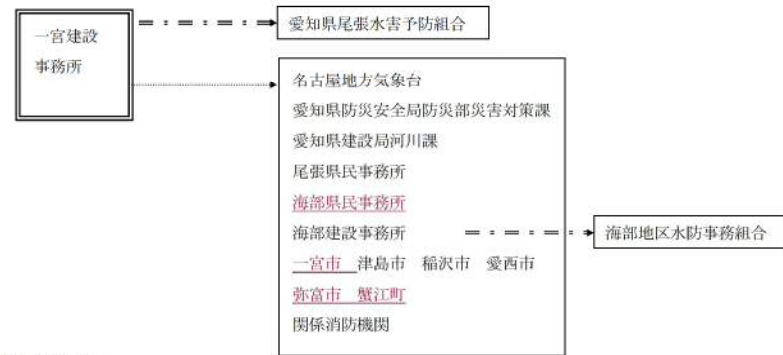 一宮建設
事務所
愛知県尾張水害予防組合
名古屋地方気象台
愛知県防災安全局防災部災害対策課
愛知県建設局河川課
尾張県民事務所
海部県民事務所
海部建設事務所
海部地区水防事務組合
一宮市 津島市 稲沢市 愛西市
弥富市 蟹江町
関係消防機関